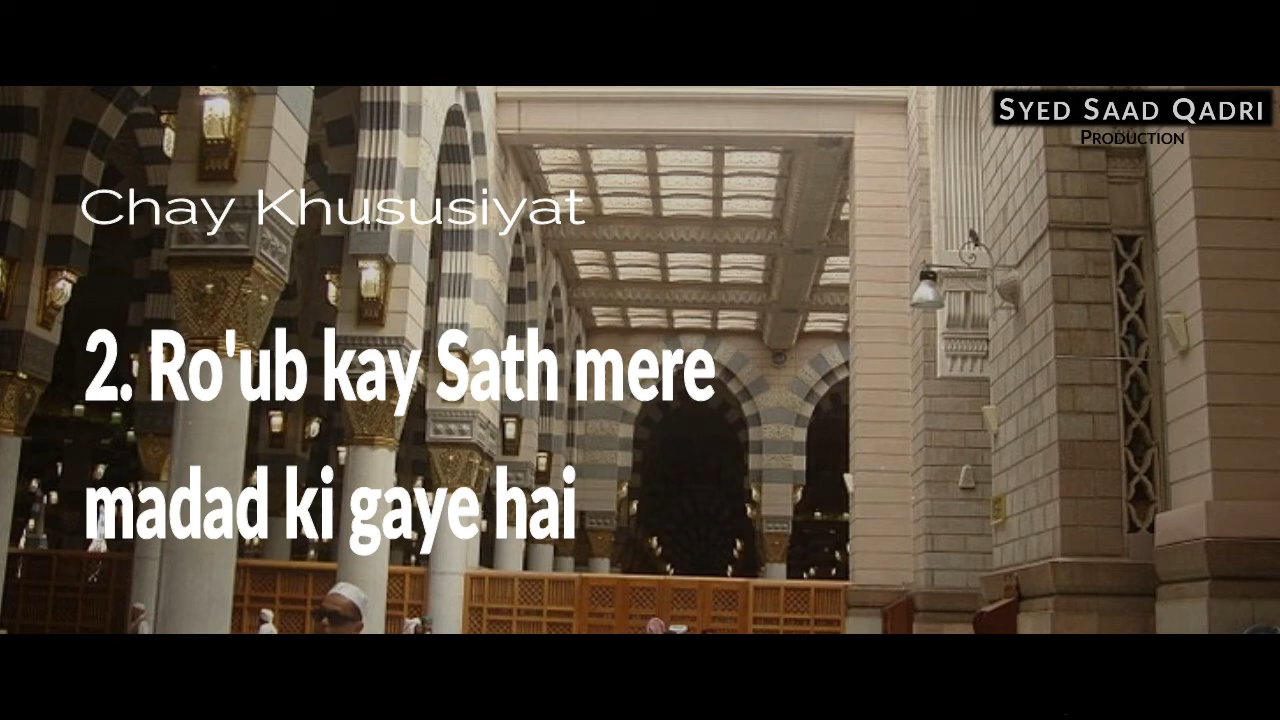 SYED SAAD QADRI
PRODUCTION
Chay Khususiyat
2. Ro'ub kay Sath mere
madad ki gaye hai